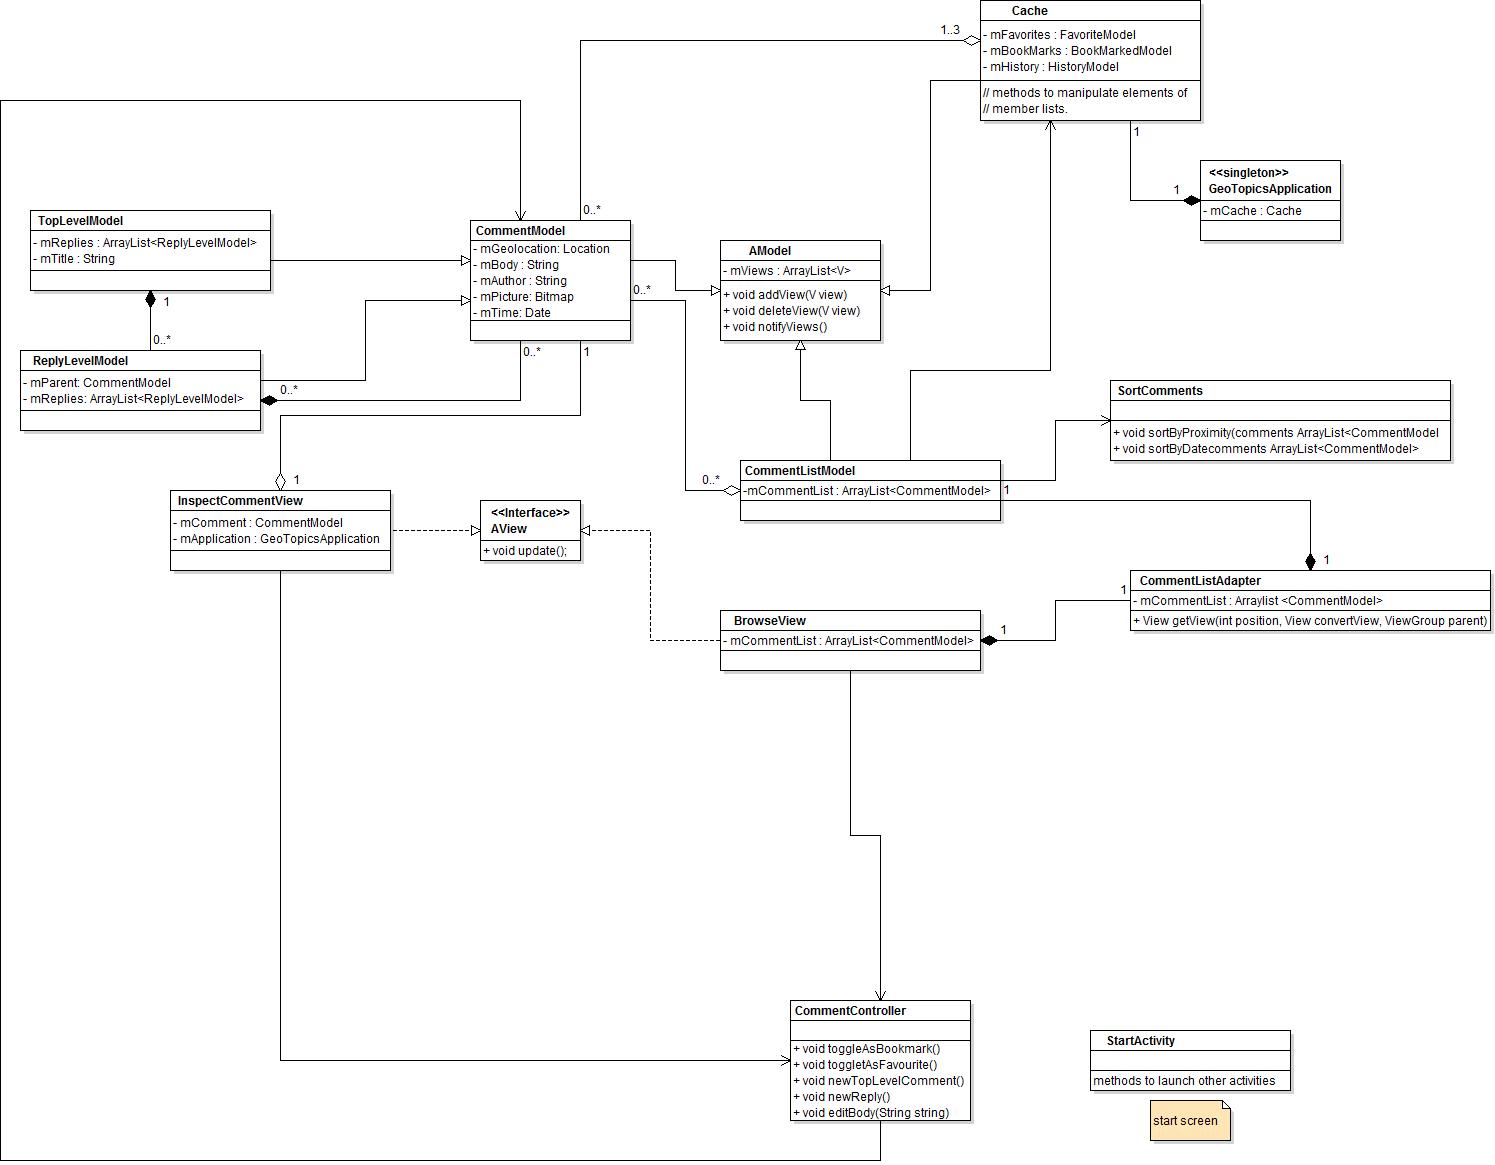 Cache
- mFavorites : FavoriteModel
- mBookMarks : BookMarkedModel
- mHistory : HistoryModel
// methods to manipulate elements of
// member lists.
1..3
1
<<singleton>>
GeoTopicsApplication
- mCache : Cache
1
TopLevelModel
- mReplies : ArrayList<ReplyLevelModel>
- mTitle : String
1
0..*
CommentModel
- mGeolocation: Location
- mBody : String
- mAuthor : String
- mPicture: Bitmap
- mTime: Date
0..*
0..*
0..*
1
AModel
- mViews : ArrayList<V>
+ void addView(V view)
+ void deleteView(V view)
+ void notifyViews()
ReplyLevelModel
- mParent: CommentModel
- mReplies: ArrayList<ReplyLevelModel>
0..*
SortComments
+ void sortByProximity(comments ArrayList<CommentModel
+ void sortByDatecomments ArrayList<CommentModel>
CommentListModel
-mCommentList : ArrayList<CommentModel>
0..*
1
InspectCommentView
- mComment : CommentModel
- mApplication : GeoTopicsApplication
1
<<Interface>>
AView
+ void update();
CommentListAdapter
- mCommentList : Arraylist <CommentModel>
+ View getView(int position, View convertView, ViewGroup parent)
1
1
BrowseView
- mCommentList : ArrayList<CommentModel>
1
CommentController
+ void toggleAsBookmark()
+ void toggletAsFavourite()
+ void newTopLevelComment()
+ void newReply()
+ void editBody(String string)
StartActivity
methods to launch other activities
start screen